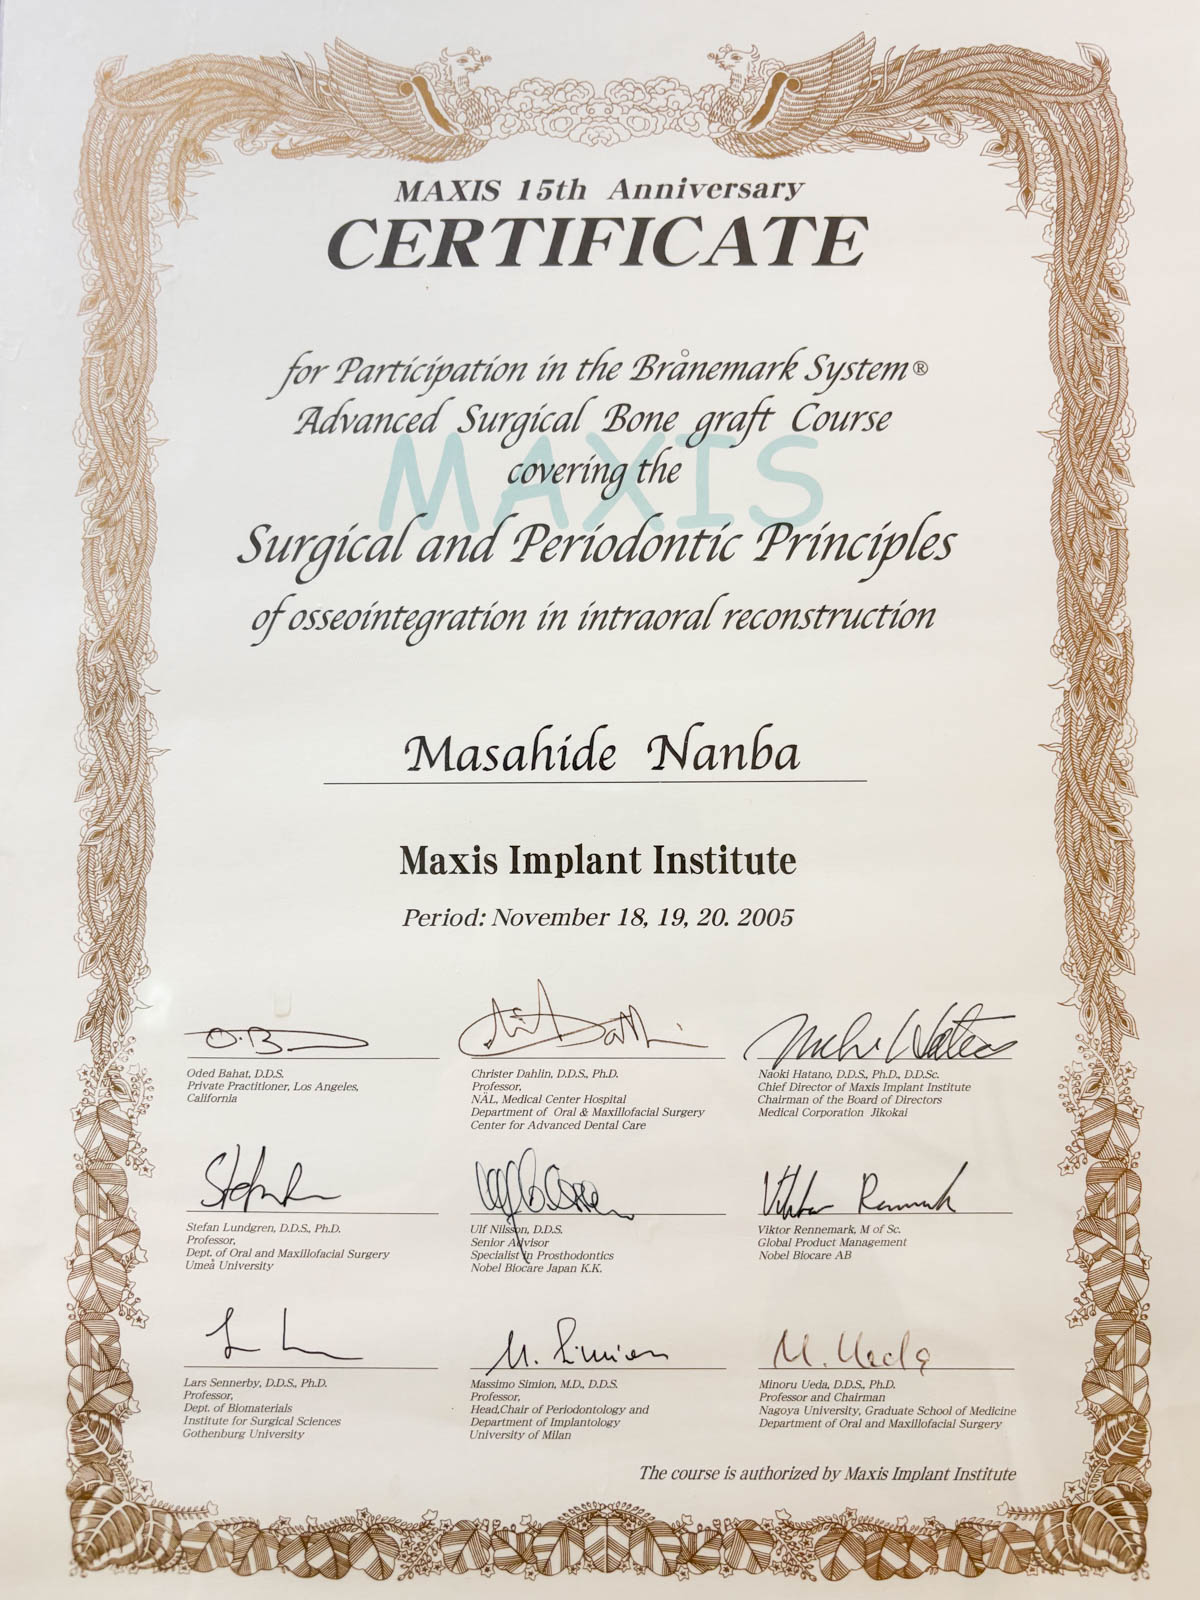 MAXIS 15th Anniversary
CERTIFICATE
for Participation in the Brånemark System®
Advanced Surgical Bone graft Course
MAXIS
covering the
Surgical and Periodontic Principles
of osseointegration in intraoral reconstruction
Masahide Nanba
Maxis Implant Institute
Period: November 18, 19, 20. 2005
Oded Bahat, D.D.S.
Private Practitioner, Los Angeles,
California
Christer Dahlin, D.D.S., Ph.D.
Professor,
NÄL, Medical Center Hospital
Department of Oral & Maxillofacial Surgery
Center for Advanced Dental Care
Naoki Hatano, D.D.S., Ph.D., D.D.Sc.
Chief Director of Maxis Implant Institute
Chairman of the Board of Directors
Medical Corporation Jikokai
Stefan Lundgren, D.D.S., Ph.D.
Professor,
Dept. of Oral and Maxillofacial Surgery
Umeå University
Ulf Nilsson, D.D.S.
Senior Advisor
Specialist in Prosthodontics
Nobel Biocare Japan K.K.
Viktor Rennemark
Viktor Rennemark, M of Sc.
Global Product Management
Nobel Biocare AB
Lars Sennerby, D.D.S., Ph.D.
Professor,
Dept. of Biomaterials
Institute for Surgical Sciences
Gothenburg University
M. Simion
Massimo Simion, M.D., D.D.S.
Professor,
Head,Chair of Periodontology and
Department of Implantology
University of Milan
M. Ueda
Minoru Ueda, D.D.S., Ph.D.
Professor and Chairman
Nagoya University, Graduate School of Medicine
Department of Oral and Maxillofacial Surgery
The course is authorized by Maxis Implant Institute